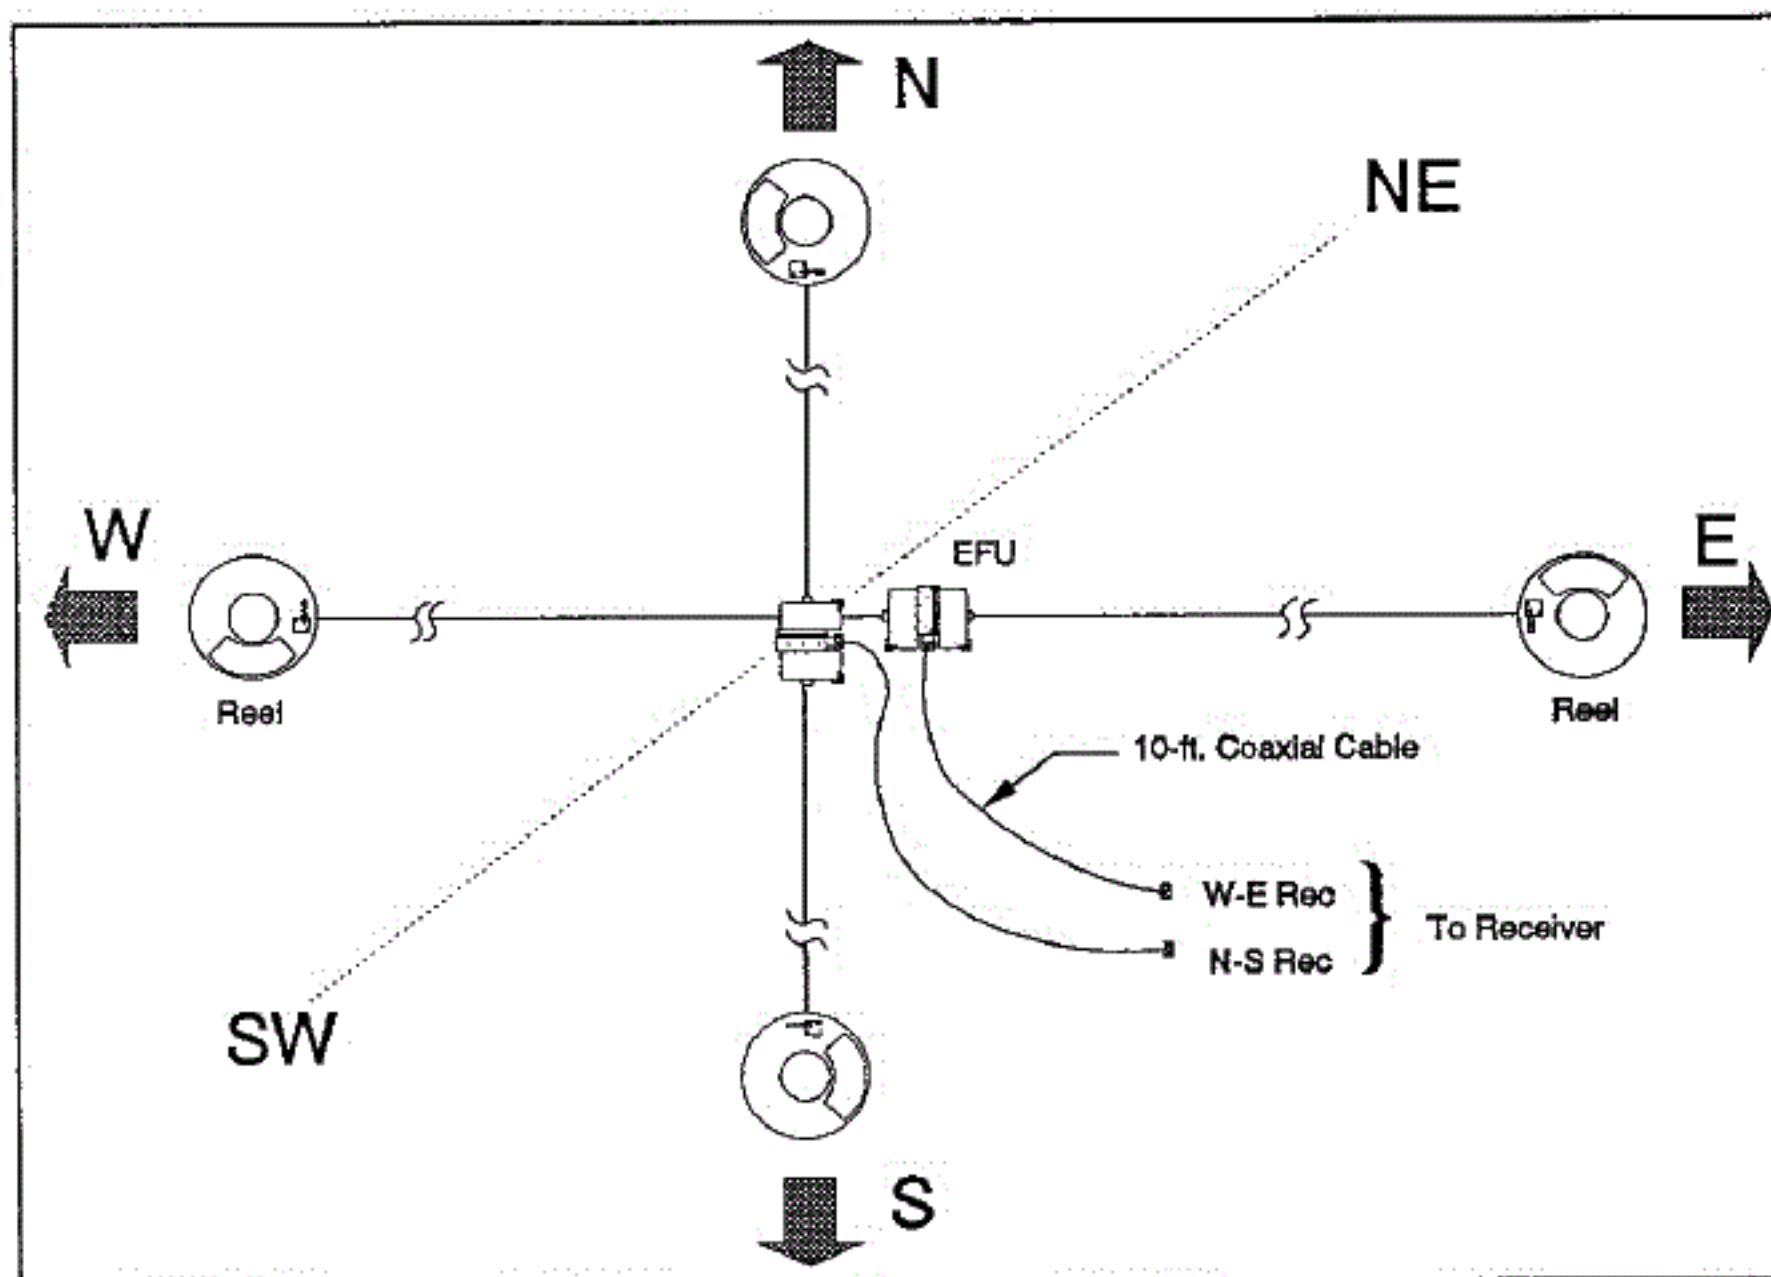 N
NE
W
EFU
E
Reel
Reel
10-ft. Coaxial Cable
W-E Rec
To Receiver
N-S Rec
SW
S